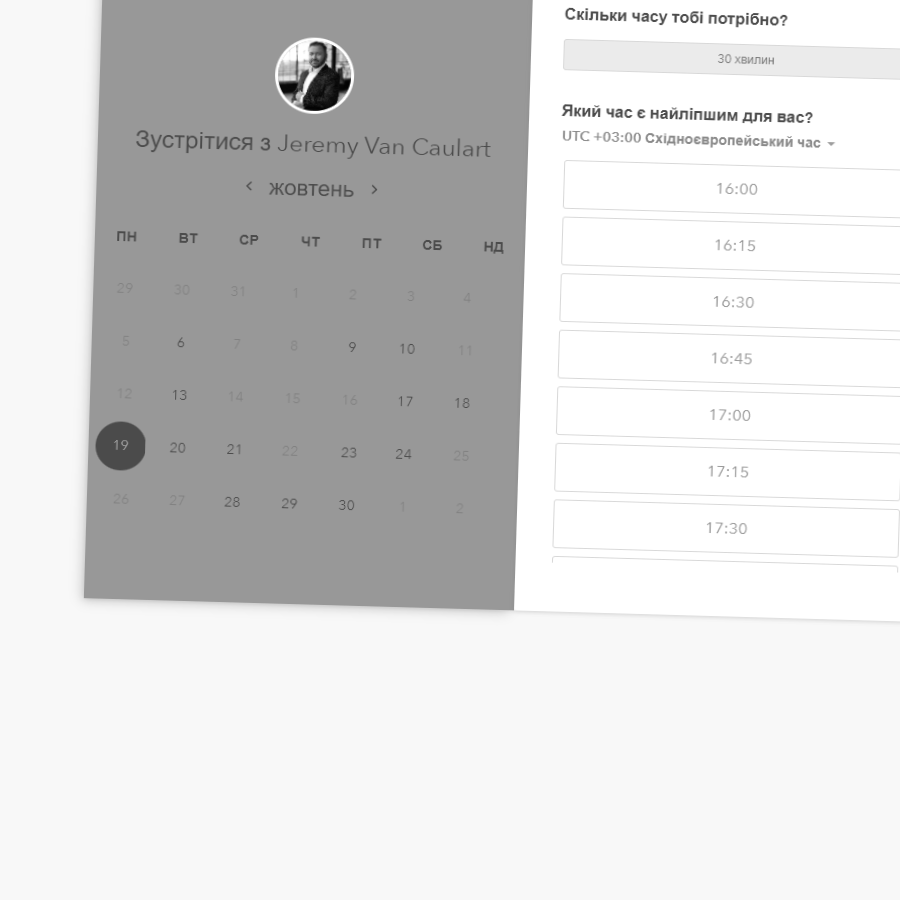 Зустрітися з Jeremy Van Caulart
жовтень
ПН ВТ СР ЧТ ПТ СБ НД
29 30 31 1 2 3 4
5 6 7 8 9 10 11
12 13 14 15 16 17 18
19 20 21 22 23 24 25
26 27 28 29 30 1 2
Скільки часу тобі потрібно?
30 хвилин
Який час є найліпшим для вас?
UTC +03:00 Східноєвропейський час
16:00
16:15
16:30
16:45
17:00
17:15
17:30